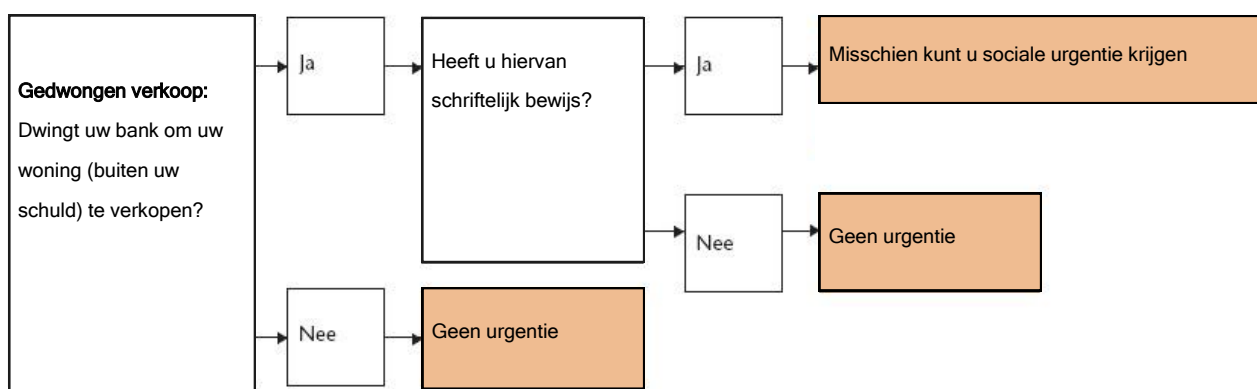 Gedwongen verkoop:
Dwingt uw bank om uw
woning (buiten uw
schuld) te verkopen?
Ja
Heeft u hiervan
schriftelijk bewijs?
Ja
Misschien kunt u sociale urgentie krijgen
Nee
Geen urgentie
Nee
Geen urgentie